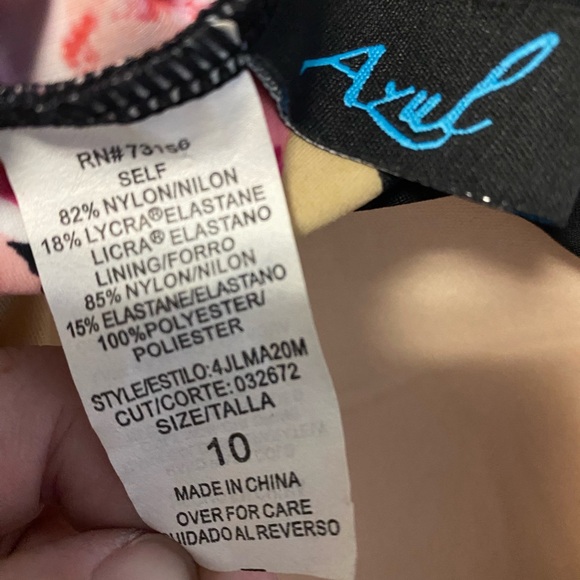 Azul
RN#73156
SELF
82% NYLON/NILON
18% LYCRA®ELASTANE
LICRA® ELASTANO
LINING/FORRO
85% NYLON/NILON
15% ELASTANE/ELASTANO
100%POLYESTER/
POLIESTER
STYLE/ESTILO:4JLMA20M
CUT/CORTE: 032672
SIZE/TALLA
10
MADE IN CHINA
OVER FOR CARE
UIDADO AL REVERSO